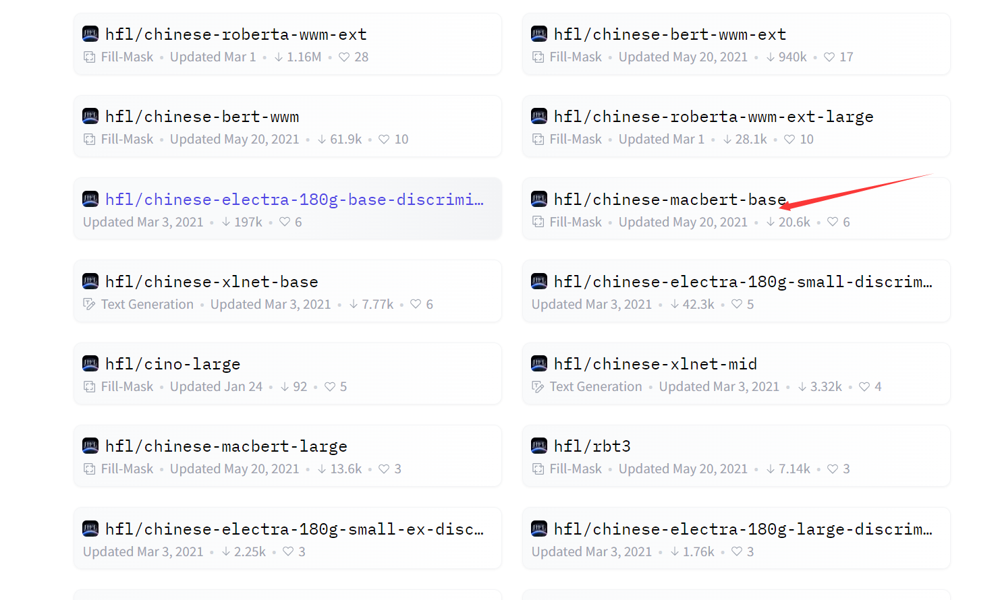 hfl/chinese-roberta-wwm-ext
Fill-Mask • Updated Mar 1 • ↓ 1.16M • ♡ 28
hfl/chinese-bert-wwm-ext
Fill-Mask • Updated May 20, 2021 • ↓ 940k • ♡ 17
hfl/chinese-bert-wwm
Fill-Mask • Updated May 20, 2021 • ↓ 61.9k • ♡ 10
hfl/chinese-roberta-wwm-ext-large
Fill-Mask • Updated Mar 1 • ↓ 28.1k • ♡ 10
hfl/chinese-electra-180g-base-discrimi…
Updated Mar 3, 2021 • ↓ 197k • ♡ 6
hfl/chinese-macbert-base
Fill-Mask • Updated May 20, 2021 • ↓ 20.6k • ♡ 6
hfl/chinese-xlnet-base
Text Generation • Updated Mar 3, 2021 • ↓ 7.77k • ♡ 6
hfl/chinese-electra-180g-small-discrim…
Updated Mar 3, 2021 • ↓ 42.3k • ♡ 5
hfl/cino-large
Fill-Mask • Updated Jan 24 • ↓ 92 • ♡ 5
hfl/chinese-xlnet-mid
Text Generation • Updated Mar 3, 2021 • ↓ 3.32k • ♡ 4
hfl/chinese-macbert-large
Fill-Mask • Updated May 20, 2021 • ↓ 13.6k • ♡ 3
hfl/rbt3
Fill-Mask • Updated May 20, 2021 • ↓ 7.14k • ♡ 3
hfl/chinese-electra-180g-small-ex-disc…
Updated Mar 3, 2021 • ↓ 2.25k • ♡ 3
hfl/chinese-electra-180g-large-discrim…
Updated Mar 3, 2021 • ↓ 1.76k • ♡ 3